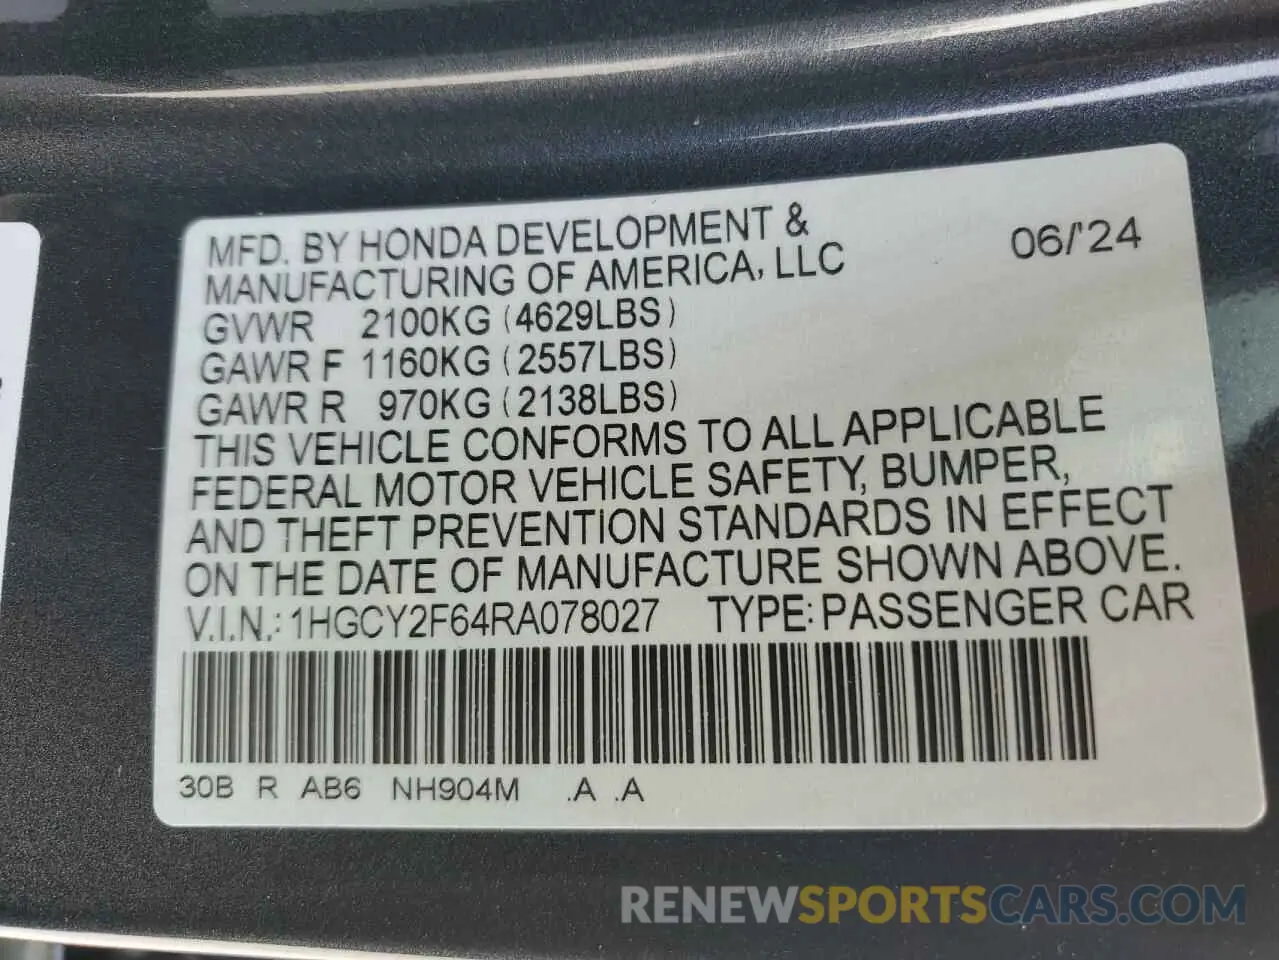 MFD. BY HONDA DEVELOPMENT &
MANUFACTURING OF AMERICA, LLC
06/'24
GVWR 2100KG (4629LBS)
GAWR F 1160KG (2557LBS)
GAWR R 970KG (2138LBS)
THIS VEHICLE CONFORMS TO ALL APPLICABLE
FEDERAL MOTOR VEHICLE SAFETY, BUMPER,
AND THEFT PREVENTION STANDARDS IN EFFECT
ON THE DATE OF MANUFACTURE SHOWN ABOVE.
V.I.N.: 1HGCY2F64RA078027 TYPE: PASSENGER CAR
30B R AB6 NH904M .A .A
RENEWSPORTSCARS.COM